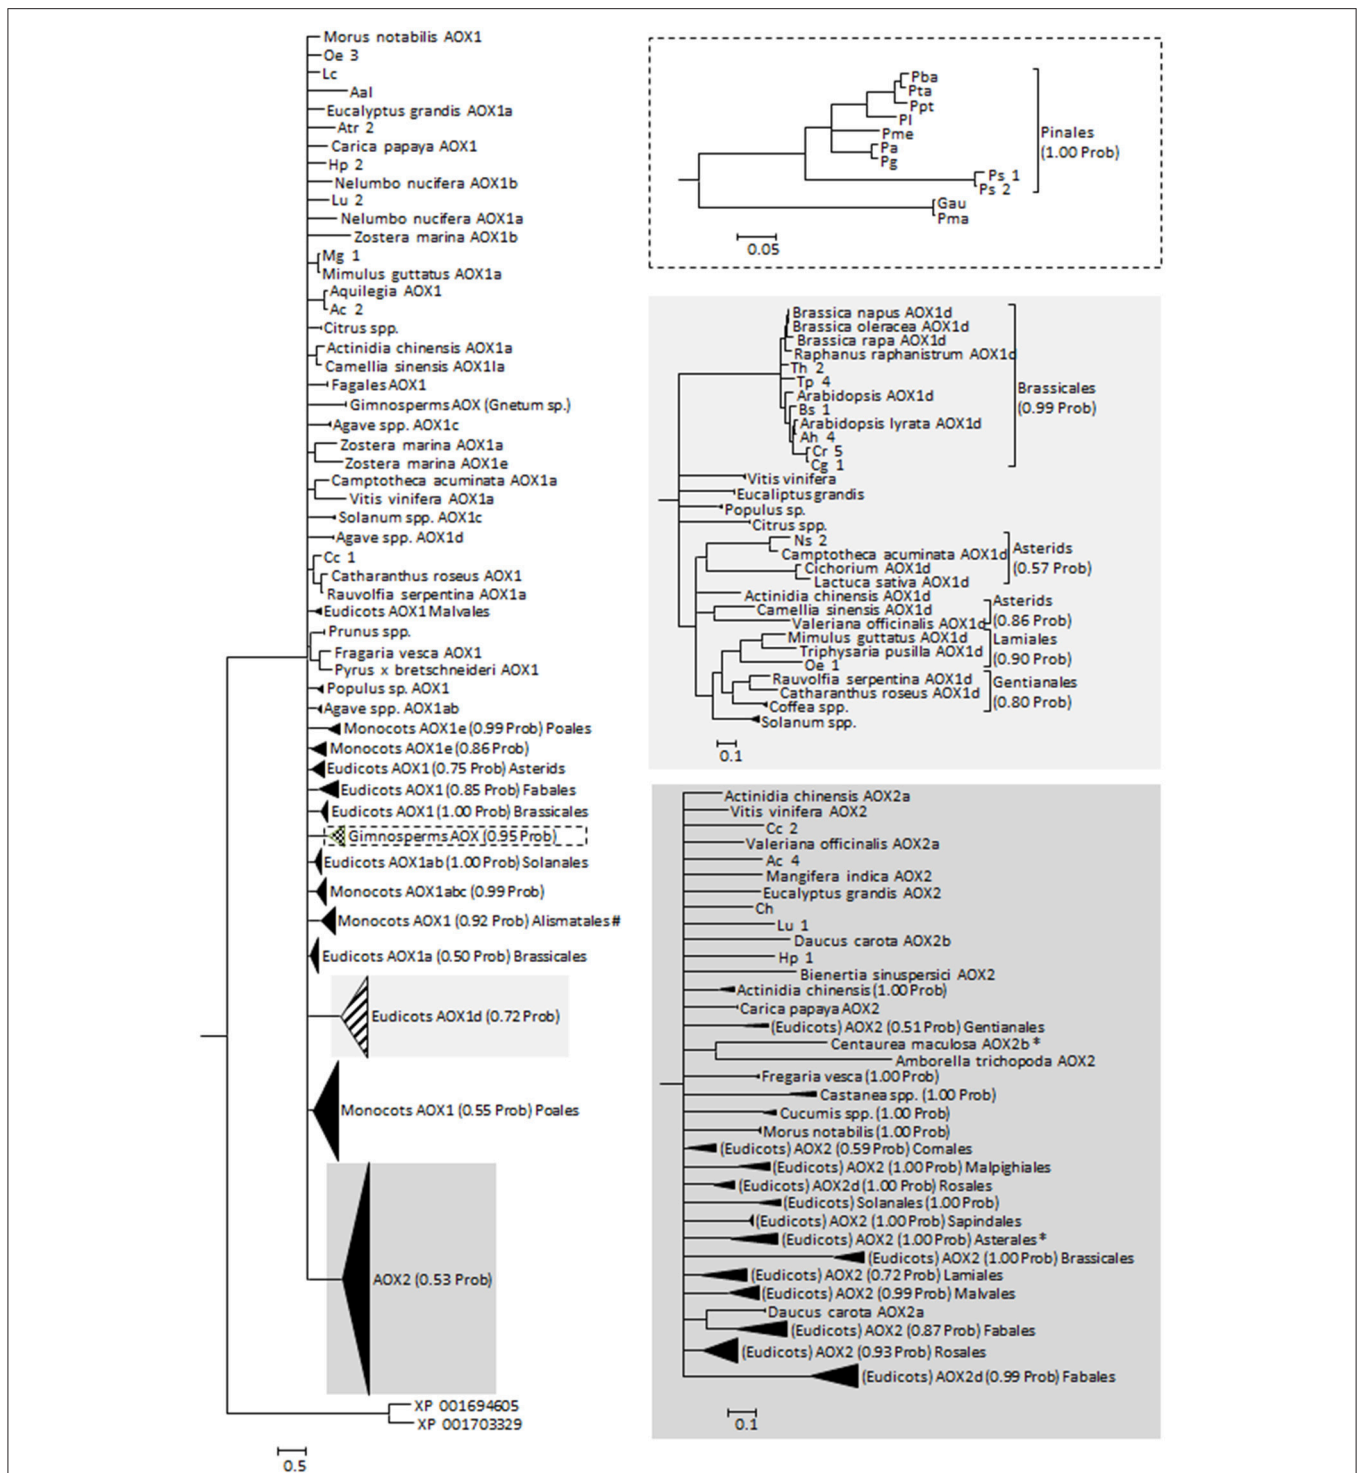 Morus notabilis AOX1
Oe 3
Lc
Aal
Eucalyptus grandis AOX1a
Atr 2
Carica papaya AOX1
Hp 2
Nelumbo nucifera AOX1b
Lu 2
Nelumbo nucifera AOX1a
Zostera marina AOX1b
Mg 1
Mimulus guttatus AOX1a
Aquilegia AOX1
Ac 2
Citrus spp.
Actinidia chinensis AOX1a
Camellia sinensis AOX1Ia
Fagales AOX1
Gimnosperms AOX (Gnetum sp.)
Agave spp. AOX1c
Zostera marina AOX1a
Zostera marina AOX1e
Camptotheca acuminata AOX1a
Vitis vinifera AOX1a
Solanum spp. AOX1c
Agave spp. AOX1d
Cc 1
Catharanthus roseus AOX1
Rauvolfia serpentina AOX1a
Eudicots AOX1 Malvales
Prunus spp.
Fragaria vesca AOX1
Pyrus x bretschneideri AOX1
Populus sp. AOX1
Agave spp. AOX1ab
Monocots AOX1e (0.99 Prob) Poales
Monocots AOX1e (0.86 Prob)
Eudicots AOX1 (0.75 Prob) Asterids
Eudicots AOX1 (0.85 Prob) Fabales
Eudicots AOX1 (1.00 Prob) Brassicales
Gimnosperms AOX (0.95 Prob)
Eudicots AOX1ab (1.00 Prob) Solanales
Monocots AOX1abc (0.99 Prob)
Monocots AOX1 (0.92 Prob) Alismatales #
Eudicots AOX1a (0.50 Prob) Brassicales
Eudicots AOX1d (0.72 Prob)
Monocots AOX1 (0.55 Prob) Poales
AOX2 (0.53 Prob)
XP 001694605
XP 001703329
0.5
Pba
Pta
Ppt
Pl
Pme
Pa
Pg
Ps 1
Ps 2
Gau
Pma
Pinales
(1.00 Prob)
0.05
Brassica napus AOX1d
Brassica oleracea AOX1d
Brassica rapa AOX1d
Raphanus raphanistrum AOX1d
Th 2
Tp 4
Arabidopsis AOX1d
Bs 1
Arabidopsis lyrata AOX1d
Ah 4
Cr 5
Cg 1
Brassicales
(0.99 Prob)
Vitis vinifera
Eucaliptus grandis
Populus sp.
Citrus spp.
Ns 2
Camptotheca acuminata AOX1d
Cichorium AOX1d
Lactuca sativa AOX1d
Asterids
(0.57 Prob)
Actinidia chinensis AOX1d
Camellia sinensis AOX1d
Valeriana officinalis AOX1d
Asterids
(0.86 Prob)
Mimulus guttatus AOX1d
Triphysaria pusilla AOX1d
Oe 1
Lamiales
(0.90 Prob)
Rauvolfia serpentina AOX1d
Catharanthus roseus AOX1d
Coffea spp.
Gentianales
(0.80 Prob)
Solanum spp.
0.1
Actinidia chinensis AOX2a
Vitis vinifera AOX2
Cc 2
Valeriana officinalis AOX2a
Ac 4
Mangifera indica AOX2
Eucalyptus grandis AOX2
Ch
Lu 1
Daucus carota AOX2b
Hp 1
Bienertia sinuspersici AOX2
Actinidia chinensis (1.00 Prob)
Carica papaya AOX2
(Eudicots) AOX2 (0.51 Prob) Gentianales
Centaurea maculosa AOX2b *
Amborella trichopoda AOX2
Fregaria vesca (1.00 Prob)
Castanea spp. (1.00 Prob)
Cucumis spp. (1.00 Prob)
Morus notabilis (1.00 Prob)
(Eudicots) AOX2 (0.59 Prob) Cornales
(Eudicots) AOX2 (1.00 Prob) Malpighiales
(Eudicots) AOX2d (1.00 Prob) Rosales
(Eudicots) Solanales (1.00 Prob)
(Eudicots) AOX2 (1.00 Prob) Sapindales
(Eudicots) AOX2 (1.00 Prob) Asterales *
(Eudicots) AOX2 (1.00 Prob) Brassicales
(Eudicots) AOX2 (0.72 Prob) Lamiales
(Eudicots) AOX2 (0.99 Prob) Malvales
Daucus carota AOX2a
(Eudicots) AOX2 (0.87 Prob) Fabales
(Eudicots) AOX2 (0.93 Prob) Rosales
(Eudicots) AOX2d (0.99 Prob) Fabales
0.1